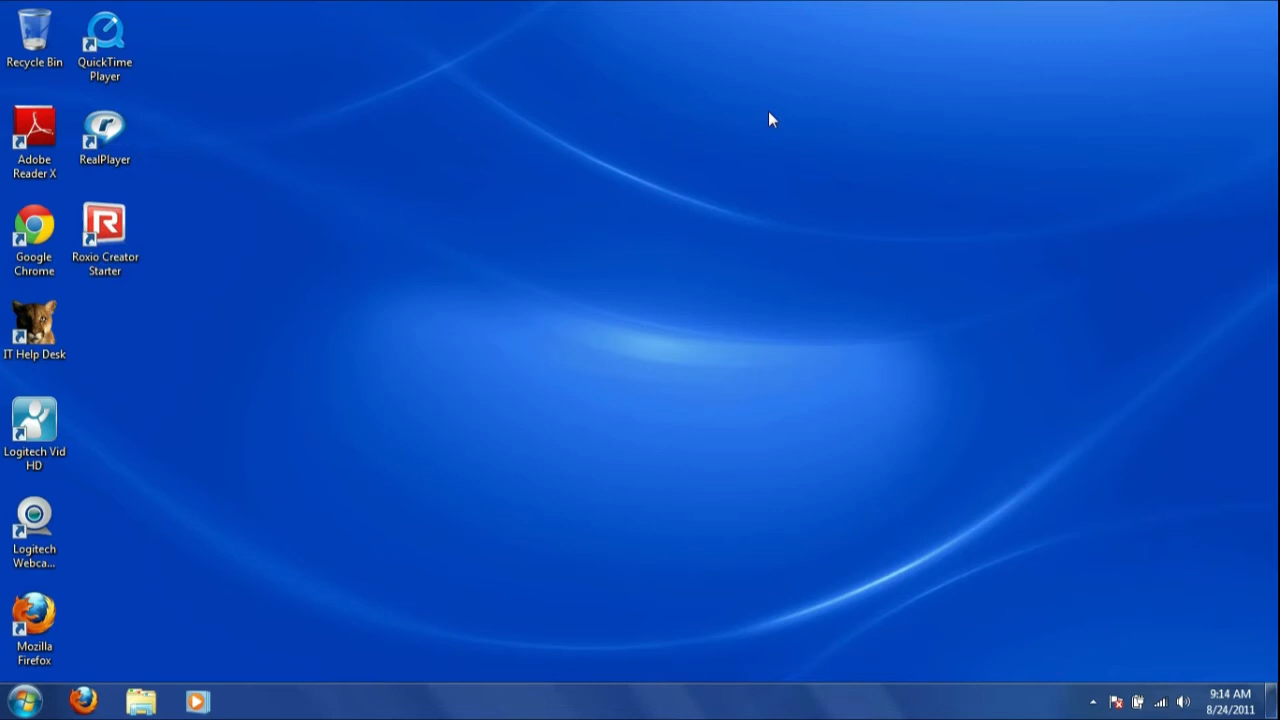 Recycle Bin
QuickTime
Player
Adobe
Reader X
RealPlayer
Google
Chrome
Roxio Creator
Starter
IT Help Desk
Logitech Vid
HD
Logitech
Webca...
Mozilla
Firefox
9:14 AM
8/24/2011